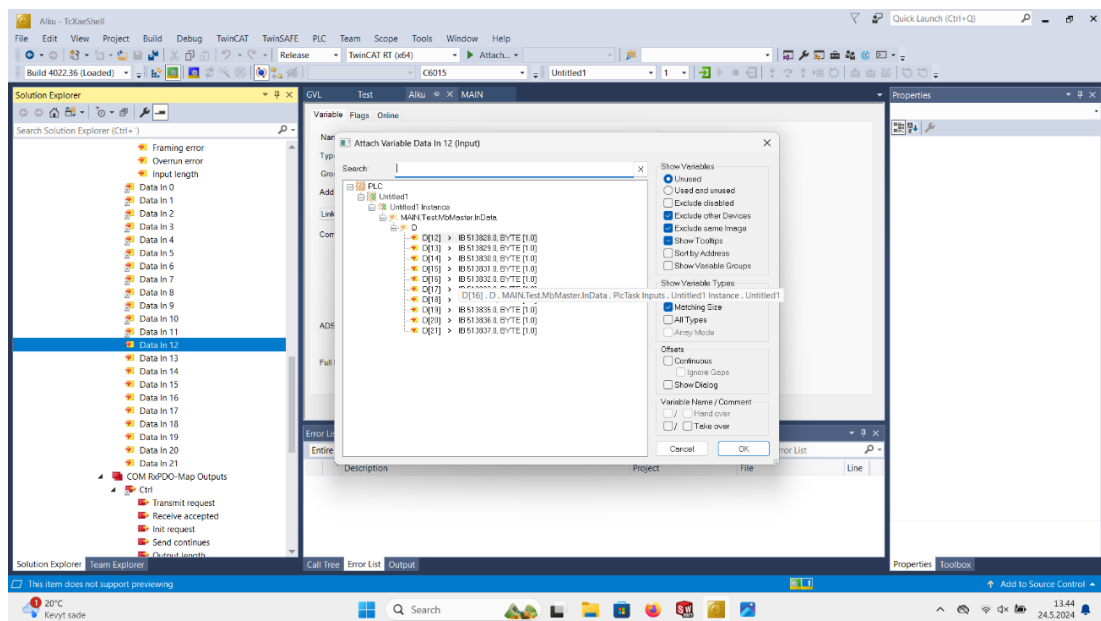 Alku - TcXaeShell
Quick Launch (Ctrl+Q)
File Edit View Project Build Debug TwinCAT TwinSAFE PLC Team Scope Tools Window Help
Release TwinCAT RT (x64) Attach...
Build 4022.36 (Loaded) C6015 Untitled1 1
Solution Explorer
GVL Test Alku MAIN
Properties
Variable Flags Online
Search Solution Explorer (Ctrl+¨)
Framing error
Overrun error
Input length
Data In 0
Data In 1
Data In 2
Data In 3
Data In 4
Data In 5
Data In 6
Data In 7
Data In 8
Data In 9
Data In 10
Data In 11
Data In 12
Data In 13
Data In 14
Data In 15
Data In 16
Data In 17
Data In 18
Data In 19
Data In 20
Data In 21
COM RxPDO-Map Outputs
Ctrl
Transmit request
Receive accepted
Init request
Send continues
Output length
Nam
Typ
Gro
Add
Link
Com
ADS
Full
Attach Variable Data In 12 (Input)
Search:
PLC
Untitled1
Untitled1 Instance
MAIN.Test.MbMaster.InData
D
D[12] > IB 513828.0, BYTE [1.0]
D[13] > IB 513829.0, BYTE [1.0]
D[14] > IB 513830.0, BYTE [1.0]
D[15] > IB 513831.0, BYTE [1.0]
D[16] > IB 513832.0, BYTE [1.0]
D[17] >
D[18] >
D[16] . D . MAIN.Test.MbMaster.InData . PlcTask Inputs . Untitled1 Instance . Untitled1
D[19] > IB 513835.0, BYTE [1.0]
D[20] > IB 513836.0, BYTE [1.0]
D[21] > IB 513837.0, BYTE [1.0]
Show Variables
Unused
Used and unused
Exclude disabled
Exclude other Devices
Exclude same Image
Show Tooltips
Sort by Address
Show Variable Groups
Show Variable Types
Matching Size
All Types
Array Mode
Offsets
Continuous
Ignore Gaps
Show Dialog
Variable Name / Comment
/ Hand over
/ Take over
Cancel OK
Error Lis
Entire
ror List
Description Project File Line
Solution Explorer Team Explorer
Call Tree Error List Output
Properties Toolbox
This item does not support previewing
Add to Source Control
1
20°C
Kevyt sade
Search
13.44
24.5.2024